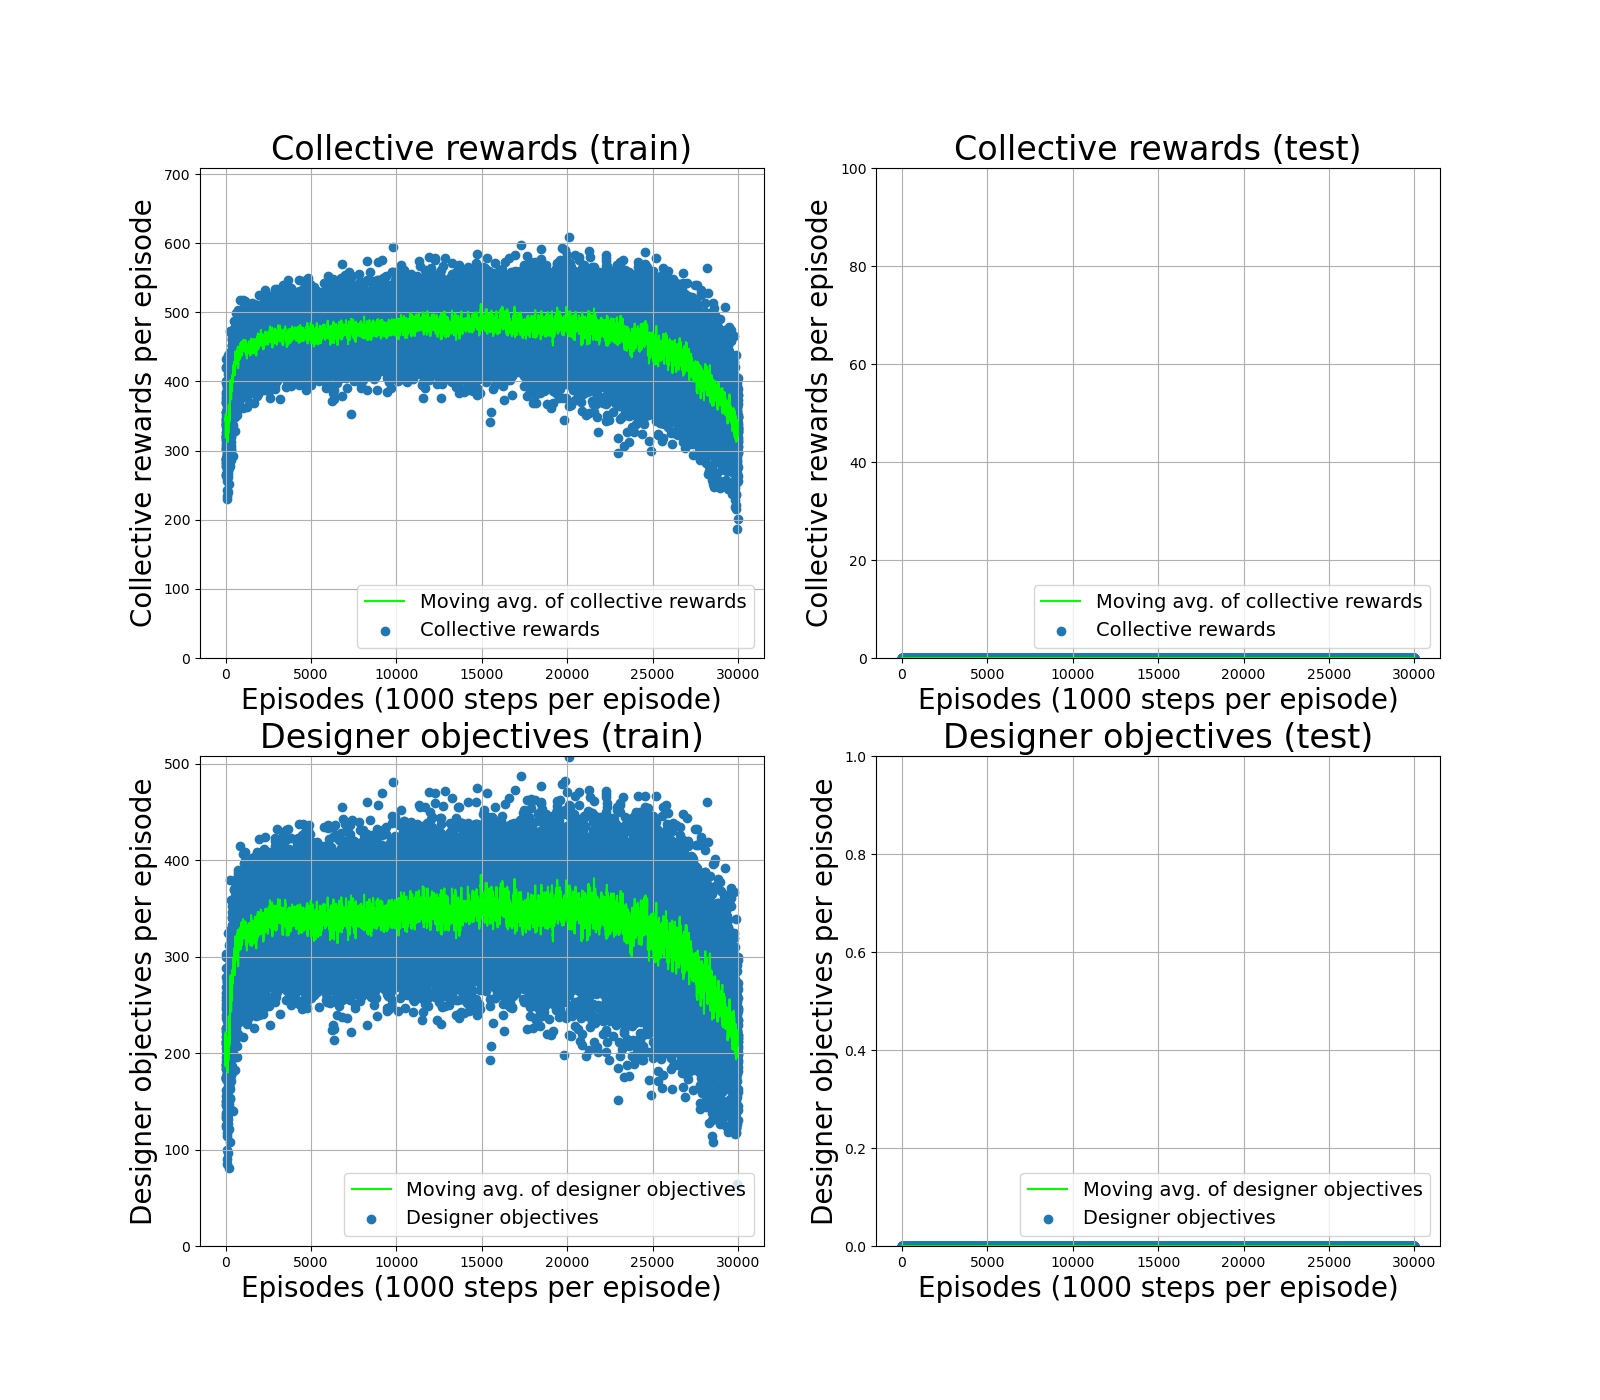 Collective rewards (train)
Collective rewards per episode
700
600
500
400
300
200
100
0
Moving avg. of collective rewards
Collective rewards
0 5000 10000 15000 20000 25000 30000
Episodes (1000 steps per episode)
Collective rewards (test)
Collective rewards per episode
100
80
60
40
20
0
Moving avg. of collective rewards
Collective rewards
0 5000 10000 15000 20000 25000 30000
Episodes (1000 steps per episode)
Designer objectives (train)
Designer objectives per episode
500
400
300
200
100
0
Moving avg. of designer objectives
Designer objectives
0 5000 10000 15000 20000 25000 30000
Episodes (1000 steps per episode)
Designer objectives (test)
Designer objectives per episode
1.0
0.8
0.6
0.4
0.2
0.0
Moving avg. of designer objectives
Designer objectives
0 5000 10000 15000 20000 25000 30000
Episodes (1000 steps per episode)